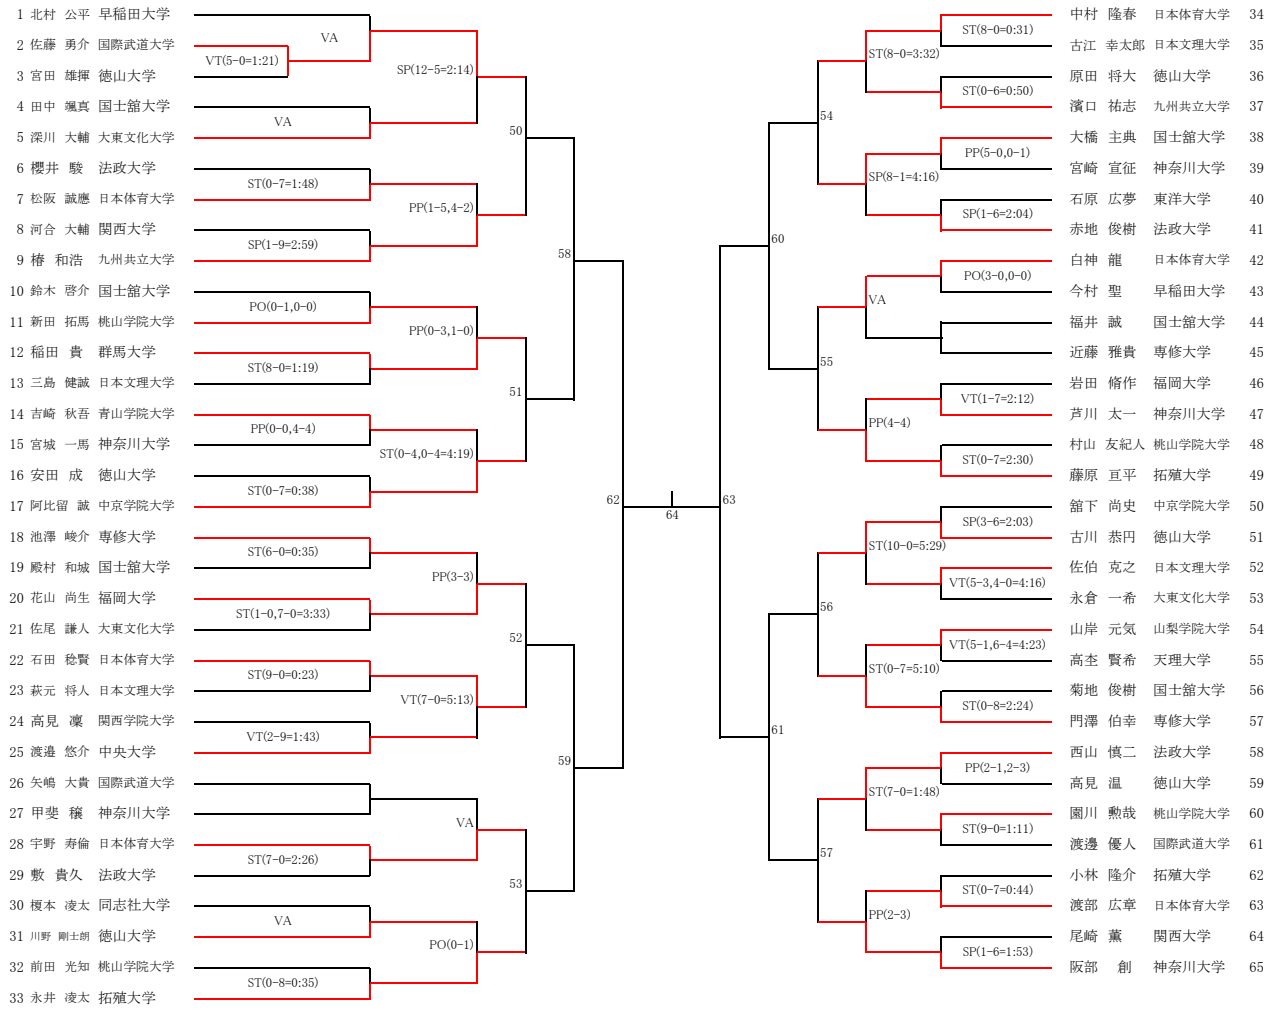 1 北村 公平 早稲田大学
2 佐藤 勇介 国際武道大学
3 宮田 雄揮 徳山大学
4 田中 颯真 国士舘大学
5 深川 大輔 大東文化大学
6 櫻井 駿 法政大学
7 松阪 誠應 日本体育大学
8 河合 大輔 関西大学
9 椿 和浩 九州共立大学
10 鈴木 啓介 国士舘大学
11 新田 拓馬 桃山学院大学
12 稲田 貴 群馬大学
13 三島 健誠 日本文理大学
14 吉崎 秋吾 青山学院大学
15 宮城 一馬 神奈川大学
16 安田 成 徳山大学
17 阿比留 誠 中京学院大学
18 池澤 峻介 専修大学
19 殿村 和城 国士舘大学
20 花山 尚生 福岡大学
21 佐尾 謙人 大東文化大学
22 石田 稔賢 日本体育大学
23 萩元 将人 日本文理大学
24 高見 凜 関西学院大学
25 渡邉 悠介 中央大学
26 矢嶋 大貴 国際武道大学
27 甲斐 穣 神奈川大学
28 宇野 寿倫 日本体育大学
29 敷 貴久 法政大学
30 榎本 凌太 同志社大学
31 川野 剛士朗 徳山大学
32 前田 光知 桃山学院大学
33 永井 凌太 拓殖大学
VA
VT(5-0=1:21)
VA
ST(0-7=1:48)
SP(1-9=2:59)
PO(0-1,0-0)
ST(8-0=1:19)
PP(0-0,4-4)
ST(0-7=0:38)
ST(6-0=0:35)
ST(1-0,7-0=3:33)
ST(9-0=0:23)
VT(2-9=1:43)
ST(7-0=2:26)
VA
ST(0-8=0:35)
SP(12-5=2:14)
PP(1-5,4-2)
PP(0-3,1-0)
ST(0-4,0-4=4:19)
PP(3-3)
VT(7-0=5:13)
VA
PO(0-1)
50
51
52
53
58
59
62
64
63
60
61
54
55
56
57
ST(8-0=3:32)
SP(8-1=4:16)
VA
PP(4-4)
ST(10-0=5:29)
ST(0-7=5:10)
ST(7-0=1:48)
PP(2-3)
ST(8-0=0:31)
ST(0-6=0:50)
PP(5-0,0-1)
SP(1-6=2:04)
PO(3-0,0-0)
VT(1-7=2:12)
ST(0-7=2:30)
SP(3-6=2:03)
VT(5-3,4-0=4:16)
VT(5-1,6-4=4:23)
ST(0-8=2:24)
PP(2-1,2-3)
ST(9-0=1:11)
ST(0-7=0:44)
SP(1-6=1:53)
中村 隆春 日本体育大学 34
古江 幸太郎 日本文理大学 35
原田 将大 徳山大学 36
濱口 祐志 九州共立大学 37
大橋 主典 国士舘大学 38
宮崎 宣征 神奈川大学 39
石原 広夢 東洋大学 40
赤地 俊樹 法政大学 41
白神 龍 日本体育大学 42
今村 聖 早稲田大学 43
福井 誠 国士舘大学 44
近藤 雅貴 専修大学 45
岩田 脩作 福岡大学 46
芦川 太一 神奈川大学 47
村山 友紀人 桃山学院大学 48
藤原 亘平 拓殖大学 49
舘下 尚史 中京学院大学 50
古川 恭円 徳山大学 51
佐伯 克之 日本文理大学 52
永倉 一希 大東文化大学 53
山岸 元気 山梨学院大学 54
高杢 賢希 天理大学 55
菊地 俊樹 国士舘大学 56
門澤 伯幸 専修大学 57
西山 慎二 法政大学 58
高見 温 徳山大学 59
園川 勲哉 桃山学院大学 60
渡邊 優人 国際武道大学 61
小林 隆介 拓殖大学 62
渡部 広章 日本体育大学 63
尾崎 薫 関西大学 64
阪部 創 神奈川大学 65